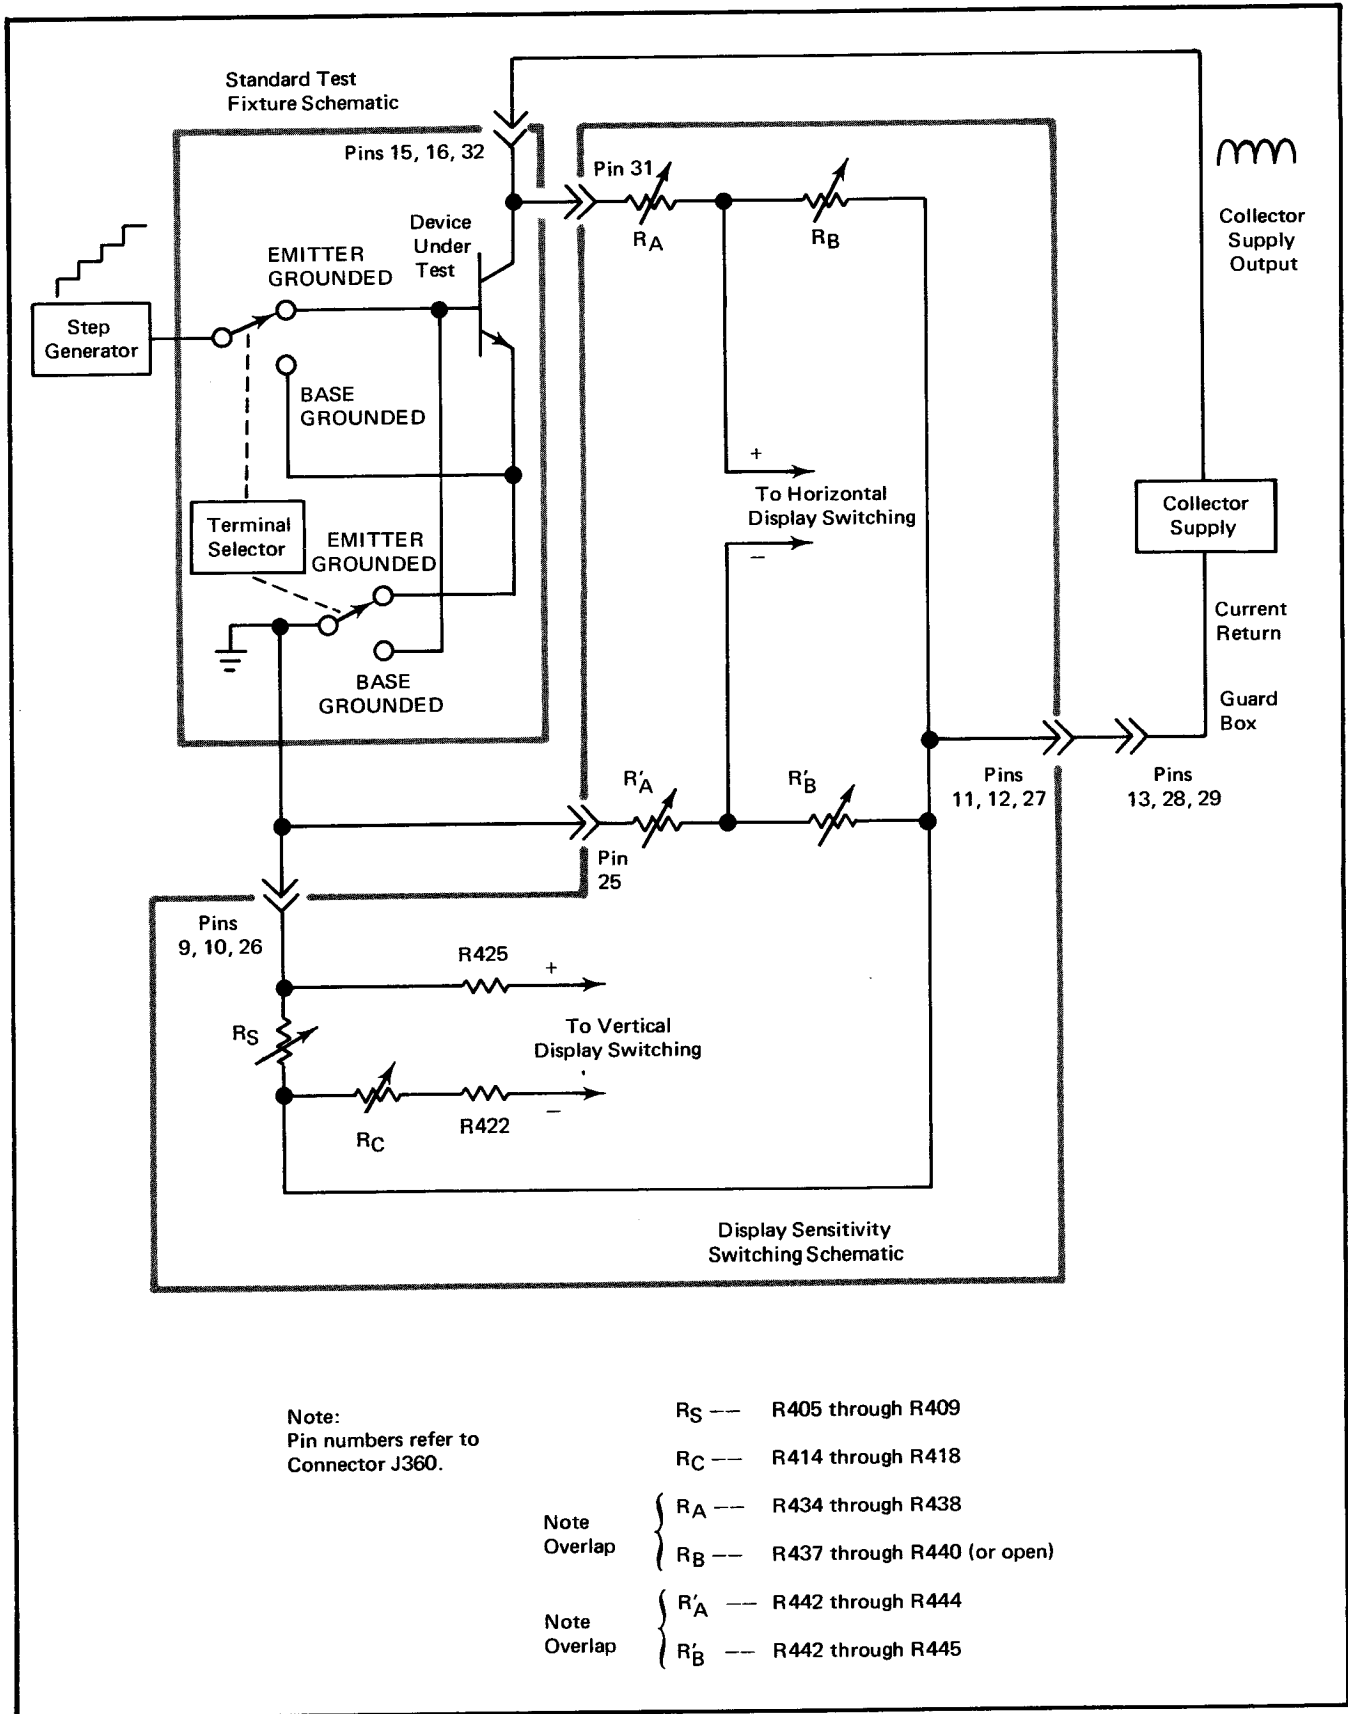 Standard Test
Fixture Schematic
Pins 15, 16, 32
Pin 31
RA
RB
Collector
Supply
Output
Device
Under
Test
EMITTER
GROUNDED
Step
Generator
BASE
GROUNDED
+
To Horizontal
Display Switching
−
Collector
Supply
Terminal
Selector
EMITTER
GROUNDED
BASE
GROUNDED
Current
Return
Guard
Box
R'A
R'B
Pins
11, 12, 27
Pins
13, 28, 29
Pin
25
Pins
9, 10, 26
R425
+
RS
To Vertical
Display Switching
RC
R422
−
Display Sensitivity
Switching Schematic
Note:
Pin numbers refer to
Connector J360.
RS –– R405 through R409
RC –– R414 through R418
Note
Overlap
RA –– R434 through R438
RB –– R437 through R440 (or open)
Note
Overlap
R'A –– R442 through R444
R'B –– R442 through R445